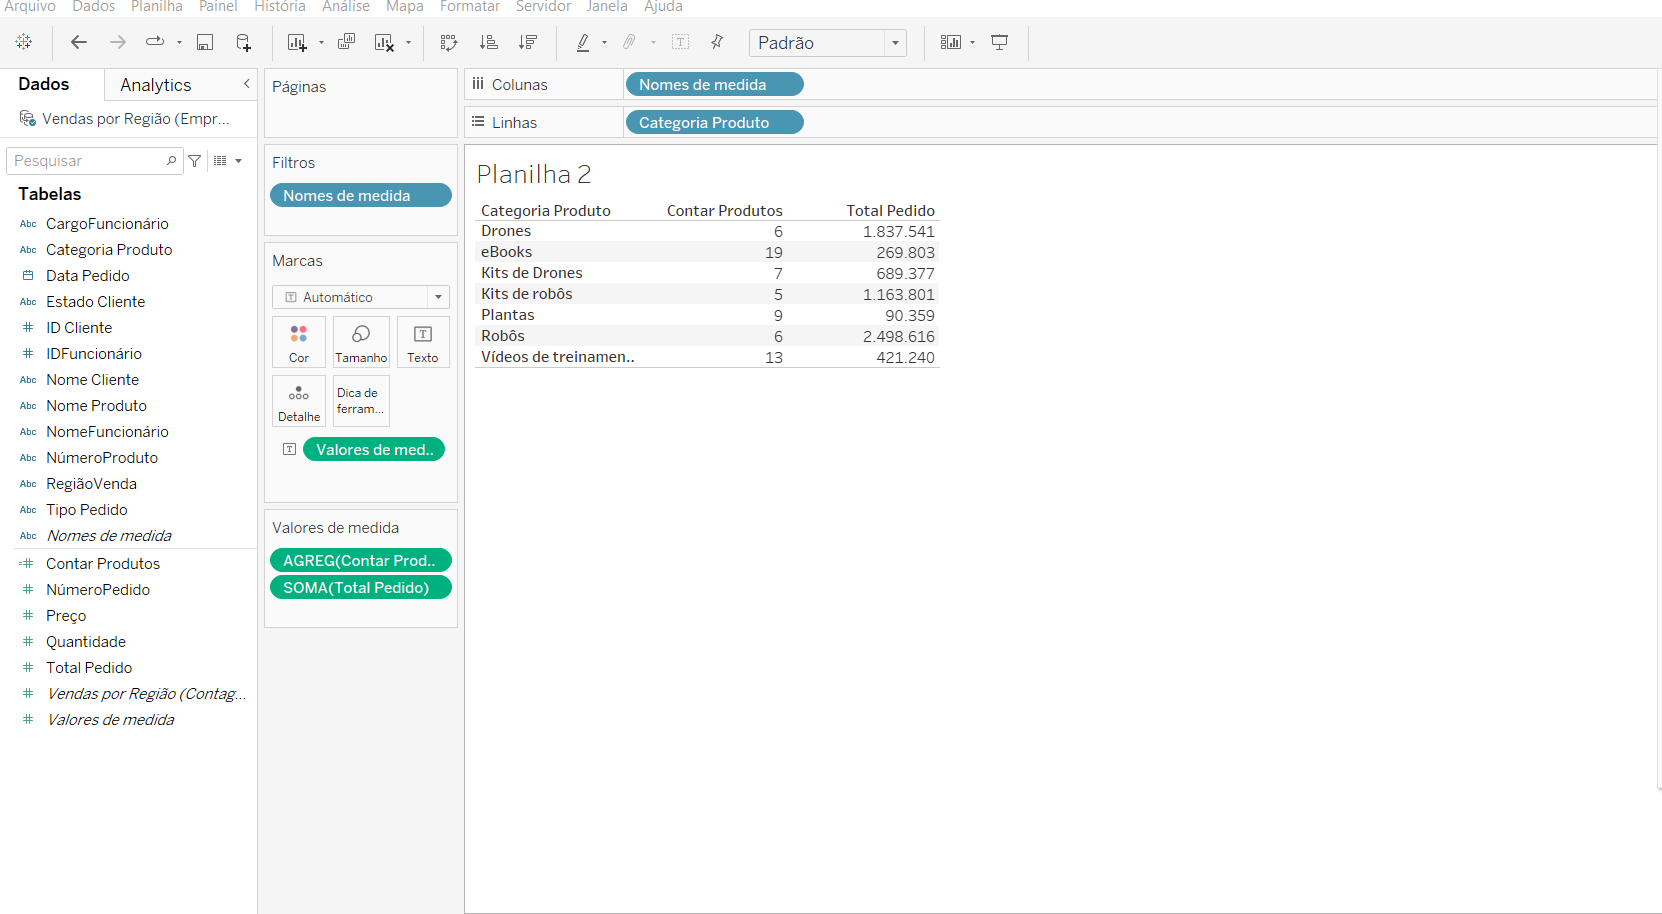 Arquivo Dados Planilha Painel História Análise Mapa Formatar Servidor Janela Ajuda
Padrão
Dados Analytics
Vendas por Região (Empr...
Pesquisar
Tabelas
Abc CargoFuncionário
Abc Categoria Produto
Data Pedido
Abc Estado Cliente
# ID Cliente
# IDFuncionário
Abc Nome Cliente
Abc Nome Produto
Abc NomeFuncionário
Abc NúmeroProduto
Abc RegiãoVenda
Abc Tipo Pedido
Abc Nomes de medida
=# Contar Produtos
# NúmeroPedido
# Preço
# Quantidade
# Total Pedido
# Vendas por Região (Contag...
# Valores de medida
Páginas
Filtros
Nomes de medida
Marcas
T Automático
Cor Tamanho T Texto
Detalhe Dica de ferram...
T Valores de med..
Valores de medida
AGREG(Contar Prod..
SOMA(Total Pedido)
Colunas Nomes de medida
Linhas Categoria Produto
Planilha 2
Categoria Produto Contar Produtos Total Pedido
Drones 6 1.837.541
eBooks 19 269.803
Kits de Drones 7 689.377
Kits de robôs 5 1.163.801
Plantas 9 90.359
Robôs 6 2.498.616
Vídeos de treinamen.. 13 421.240